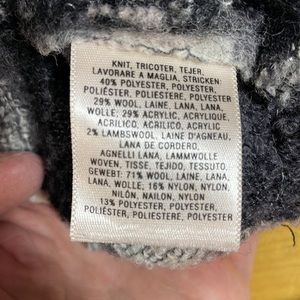 KNIT, TRICOTER, TEJER,
LAVORARE A MAGLIA, STRICKEN:
40% POLYESTER, POLYESTER,
POLIÉSTER, POLIESTERE, POLYESTER
29% WOOL, LAINE, LANA, LANA,
WOLLE; 29% ACRYLIC, ACRYLIQUE,
ACRILICO, ACRILICO, ACRYLIC
2% LAMBSWOOL, LAINE D'AGNEAU,
LANA DE CORDERO,
AGNELLI LANA, LAMMWOLLE
WOVEN, TISSE, TEJIDO, TESSUTO,
GEWEBT: 71% WOOL, LAINE, LANA,
LANA, WOLLE; 16% NYLON, NYLON,
NILÓN, NAILON, NYLON
13% POLYESTER, POLYESTER,
POLIÉSTER, POLIESTERE, POLYESTER